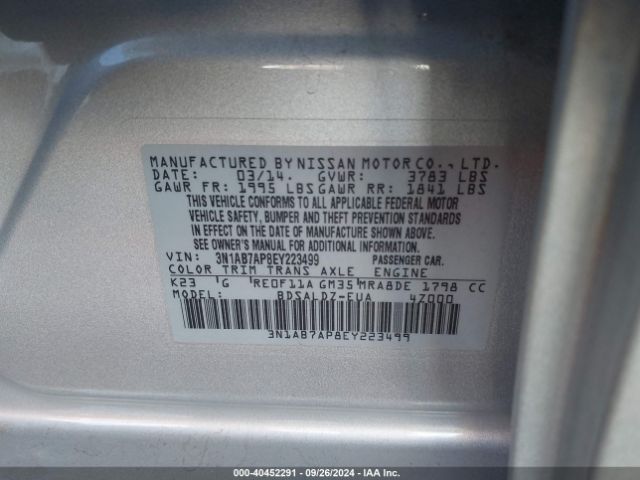 MANUFACTURED BY NISSAN MOTOR CO., LTD.
DATE: 03/14. GVWR: 3783 LBS
GAWR FR: 1995 LBS GAWR RR: 1841 LBS
THIS VEHICLE CONFORMS TO ALL APPLICABLE FEDERAL MOTOR
VEHICLE SAFETY, BUMPER AND THEFT PREVENTION STANDARDS
IN EFFECT ON THE DATE OF MANUFACTURE SHOWN ABOVE.
SEE OWNER'S MANUAL FOR ADDITIONAL INFORMATION.
VIN: 3N1AB7AP8EY223499 PASSENGER CAR.
COLOR TRIM TRANS AXLE ENGINE
K23 G RE0F11A GM35 MRA8DE 1798 CC
MODEL: BDSALDZ-EUA 4Z000
3N1AB7AP8EY223499
000-40452291 - 09/26/2024 - IAAI.com